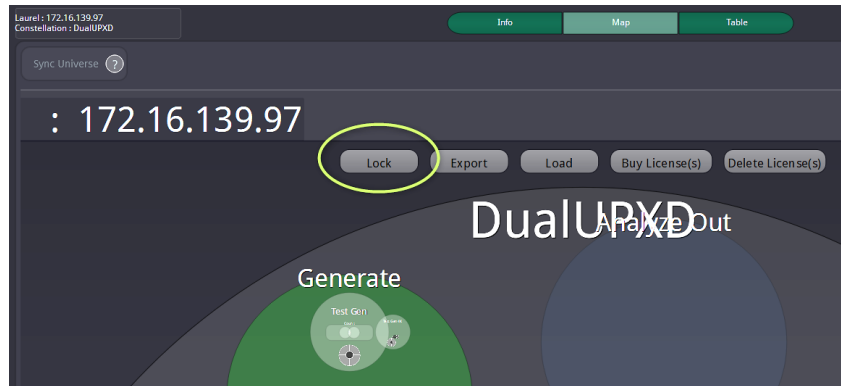 Laurel : 172.16.139.97
Constellation : DualUPXD
Info
Map
Table
Sync Universe ?
: 172.16.139.97
Lock
Export
Load
Buy License(s)
Delete License(s)
DualUPXD
Analyze Out
Generate
Test Gen